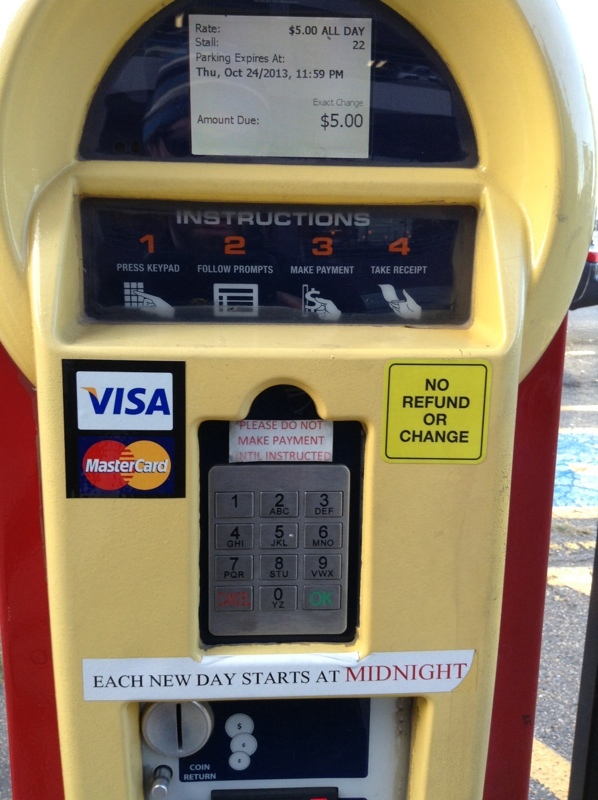 Rate: $5.00 ALL DAY
Stall: 22
Parking Expires At:
Thu, Oct 24/2013, 11:59 PM
Exact Change
Amount Due: $5.00
INSTRUCTIONS
1 2 3 4
PRESS KEYPAD FOLLOW PROMPTS MAKE PAYMENT TAKE RECEIPT
VISA
MasterCard
NO
REFUND
OR
CHANGE
PLEASE DO NOT
MAKE PAYMENT
UNTIL INSTRUCTED
1 2 3
ABC DEF
4 5 6
GHI JKL MNO
7 8 9
PQR STU VWX
0 OK
YZ
EACH NEW DAY STARTS AT MIDNIGHT
$
¢
¢
COIN
RETURN